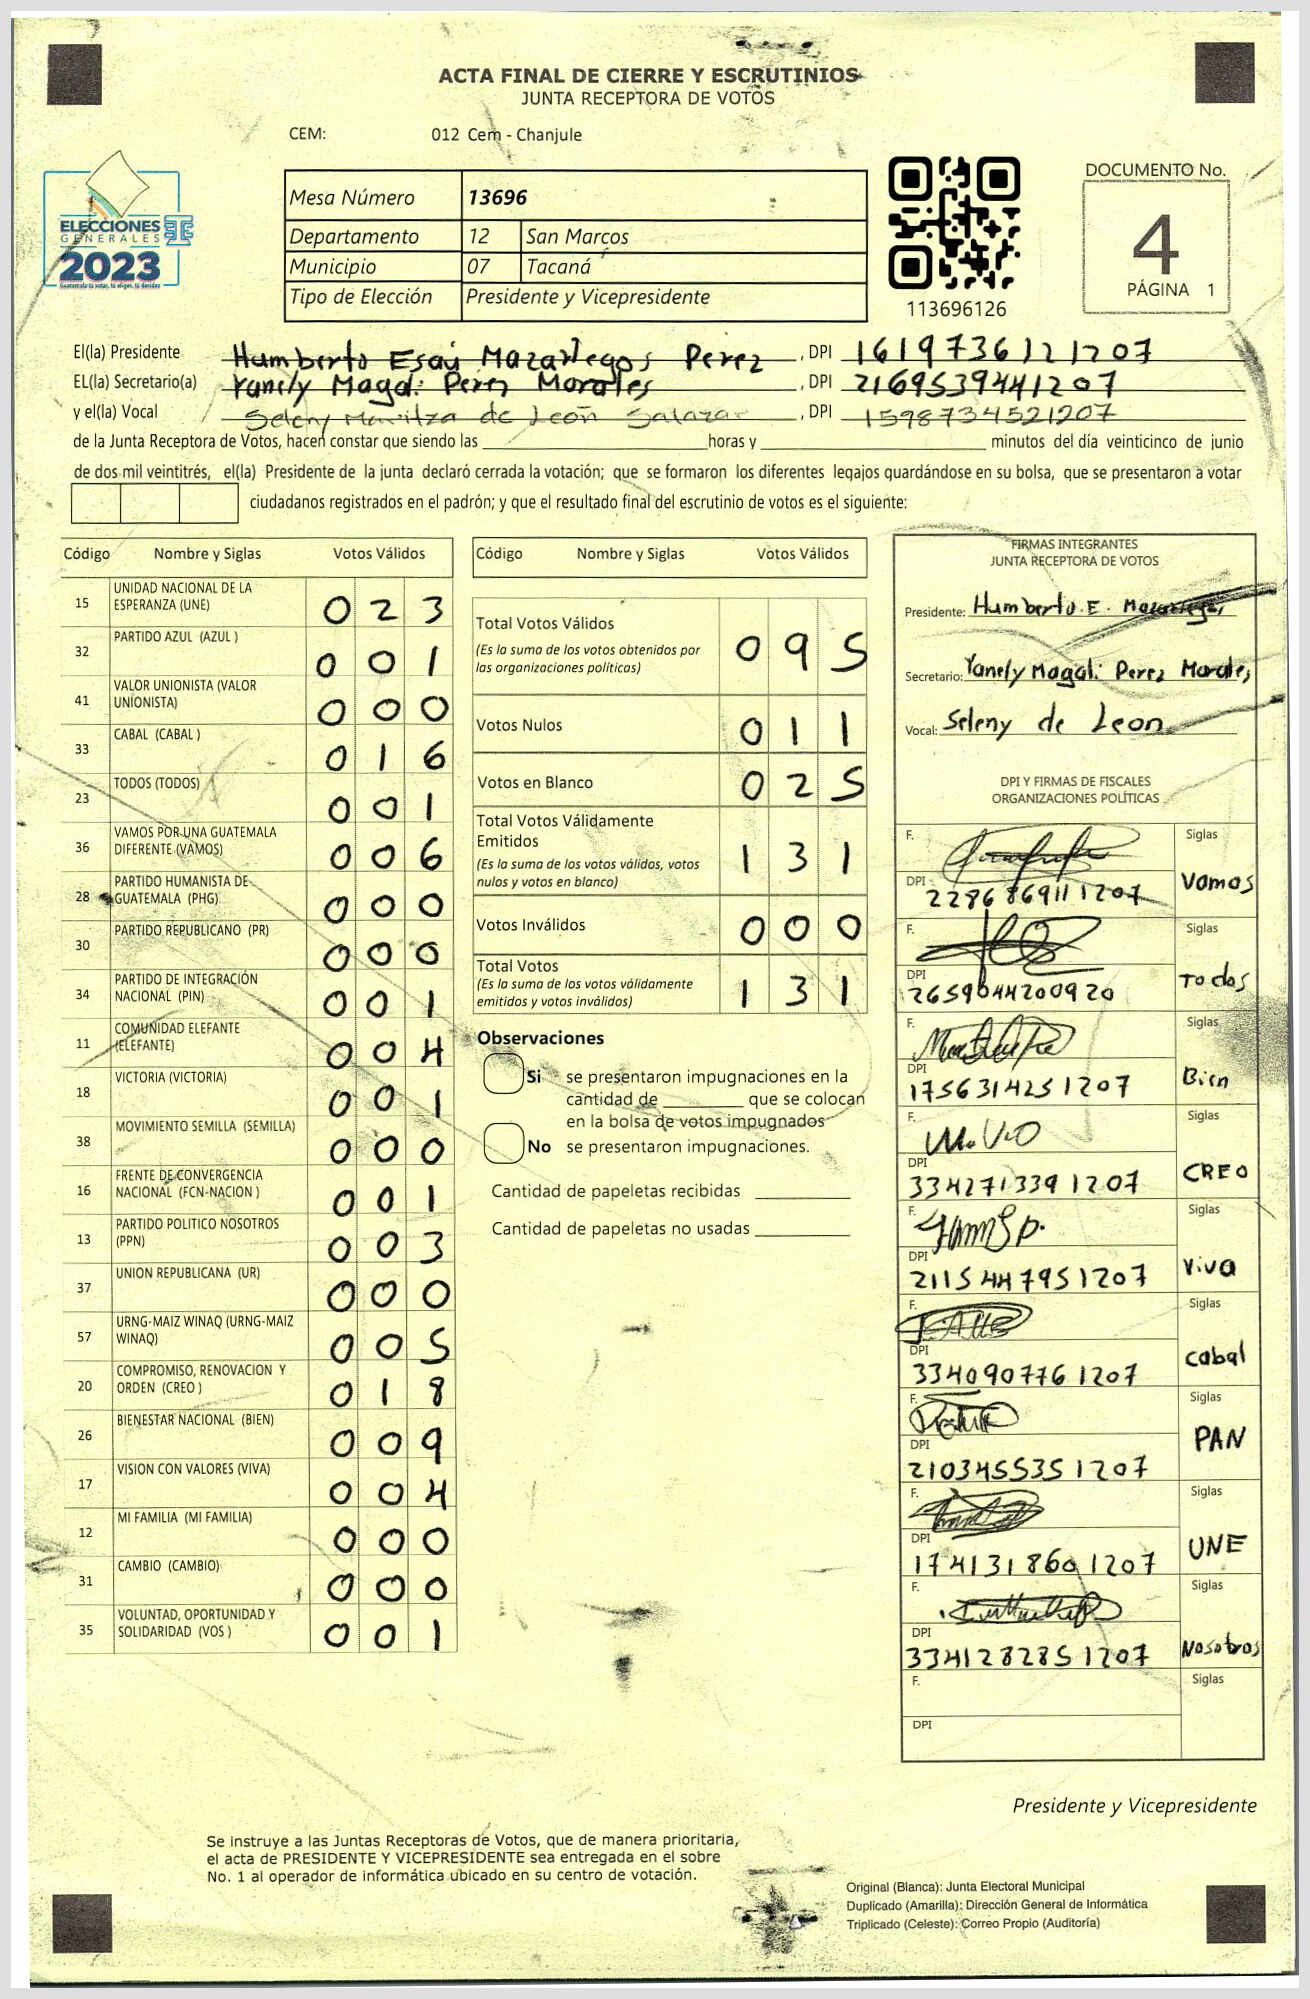 ACTA FINAL DE CIERRE Y ESCRUTINIOS
JUNTA RECEPTORA DE VOTOS
CEM: 012 Cem - Chanjule
ELECCIONES
GENERALES
2023
Guatemala tú votas, tú eliges, tú decides
Mesa Número 13696
Departamento 12 San Marcos
Municipio 07 Tacaná
Tipo de Elección Presidente y Vicepresidente
113696126
DOCUMENTO No.
4
PÁGINA 1
El(la) Presidente Humberto Esaú Mazariegos Perez , DPI 1619736121207
EL(la) Secretario(a) Yanely Magali Perez Morales , DPI 2169539441207
y el(la) Vocal Seleny Maritza de León Salazar , DPI 1598734521207
de la Junta Receptora de Votos, hacen constar que siendo las horas y minutos del día veinticinco de junio
de dos mil veintitrés, el(la) Presidente de la junta declaró cerrada la votación; que se formaron los diferentes legajos guardándose en su bolsa, que se presentaron a votar
ciudadanos registrados en el padrón; y que el resultado final del escrutinio de votos es el siguiente:
Código Nombre y Siglas Votos Válidos
15 UNIDAD NACIONAL DE LA ESPERANZA (UNE) 0 2 3
32 PARTIDO AZUL (AZUL ) 0 0 1
41 VALOR UNIONISTA (VALOR UNIONISTA) 0 0 0
33 CABAL (CABAL ) 0 1 6
23 TODOS (TODOS) 0 0 1
36 VAMOS POR UNA GUATEMALA DIFERENTE (VAMOS) 0 0 6
28 PARTIDO HUMANISTA DE GUATEMALA (PHG) 0 0 0
30 PARTIDO REPUBLICANO (PR) 0 0 0
34 PARTIDO DE INTEGRACIÓN NACIONAL (PIN) 0 0 1
11 COMUNIDAD ELEFANTE (ELEFANTE) 0 0 4
18 VICTORIA (VICTORIA) 0 0 1
38 MOVIMIENTO SEMILLA (SEMILLA) 0 0 0
16 FRENTE DE CONVERGENCIA NACIONAL (FCN-NACION ) 0 0 1
13 PARTIDO POLITICO NOSOTROS (PPN) 0 0 3
37 UNION REPUBLICANA (UR) 0 0 0
57 URNG-MAIZ WINAQ (URNG-MAIZ WINAQ) 0 0 5
20 COMPROMISO, RENOVACION Y ORDEN (CREO ) 0 1 8
26 BIENESTAR NACIONAL (BIEN) 0 0 9
17 VISION CON VALORES (VIVA) 0 0 4
12 MI FAMILIA (MI FAMILIA) 0 0 0
31 CAMBIO (CAMBIO) 0 0 0
35 VOLUNTAD, OPORTUNIDAD Y SOLIDARIDAD (VOS ) 0 0 1
Código Nombre y Siglas Votos Válidos
Total Votos Válidos 0 9 5
(Es la suma de los votos obtenidos por
las organizaciones políticas)
Votos Nulos 0 1 1
Votos en Blanco 0 2 5
Total Votos Válidamente
Emitidos 1 3 1
(Es la suma de los votos válidos, votos
nulos y votos en blanco)
Votos Inválidos 0 0 0
Total Votos 1 3 1
(Es la suma de los votos válidamente
emitidos y votos inválidos)
Observaciones
Si se presentaron impugnaciones en la
cantidad de que se colocan
en la bolsa de votos impugnados
No se presentaron impugnaciones.
Cantidad de papeletas recibidas
Cantidad de papeletas no usadas
FIRMAS INTEGRANTES
JUNTA RECEPTORA DE VOTOS
Presidente: Humberto E. Mazariegos
Secretario: Yanely Magali Perez Morales
Vocal: Seleny de Leon
DPI Y FIRMAS DE FISCALES
ORGANIZACIONES POLÍTICAS
F. Siglas
DPI 2286869111207 Vamos
F. Siglas
DPI 2659044200920 Todos
F. Siglas
DPI 1756314251207 Bien
F. Siglas
DPI 3342713391207 CREO
F. Siglas
DPI 2115447951207 Viva
F. Siglas
DPI 3340907761207 Cabal
F. Siglas
DPI 2103455351207 PAN
F. Siglas
DPI 1741318601207 UNE
F. Siglas
DPI 3341282851207 Nosotros
F. Siglas
DPI
Presidente y Vicepresidente
Se instruye a las Juntas Receptoras de Votos, que de manera prioritaria,
el acta de PRESIDENTE Y VICEPRESIDENTE sea entregada en el sobre
No. 1 al operador de informática ubicado en su centro de votación.
Original (Blanca): Junta Electoral Municipal
Duplicado (Amarilla): Dirección General de Informática
Triplicado (Celeste): Correo Propio (Auditoría)